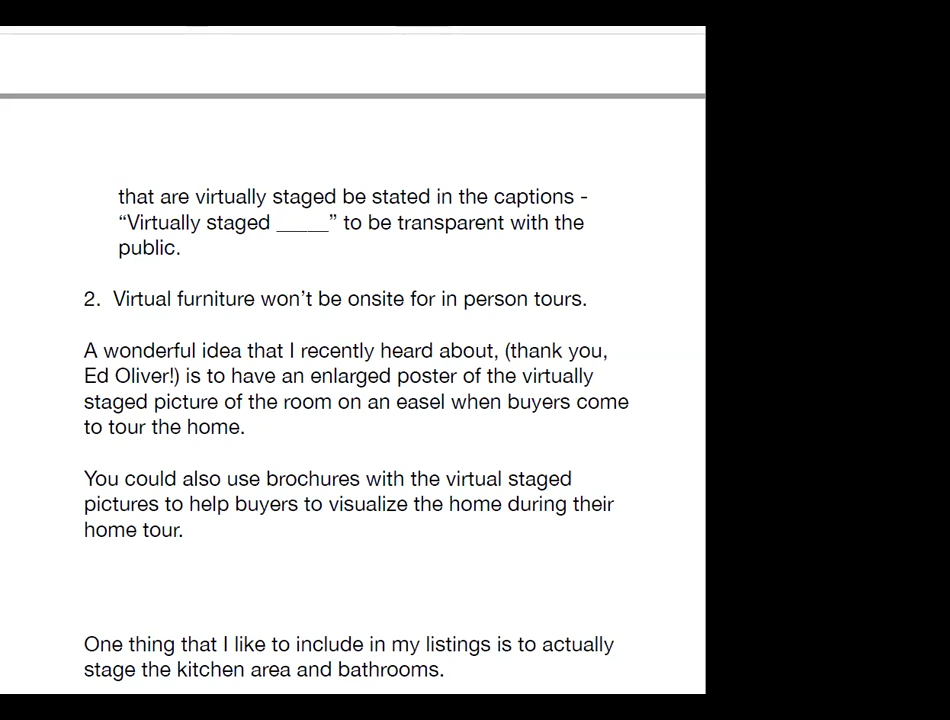 that are virtually staged be stated in the captions -
“Virtually staged _____” to be transparent with the
public.
2. Virtual furniture won’t be onsite for in person tours.
A wonderful idea that I recently heard about, (thank you,
Ed Oliver!) is to have an enlarged poster of the virtually
staged picture of the room on an easel when buyers come
to tour the home.
You could also use brochures with the virtual staged
pictures to help buyers to visualize the home during their
home tour.
One thing that I like to include in my listings is to actually
stage the kitchen area and bathrooms.